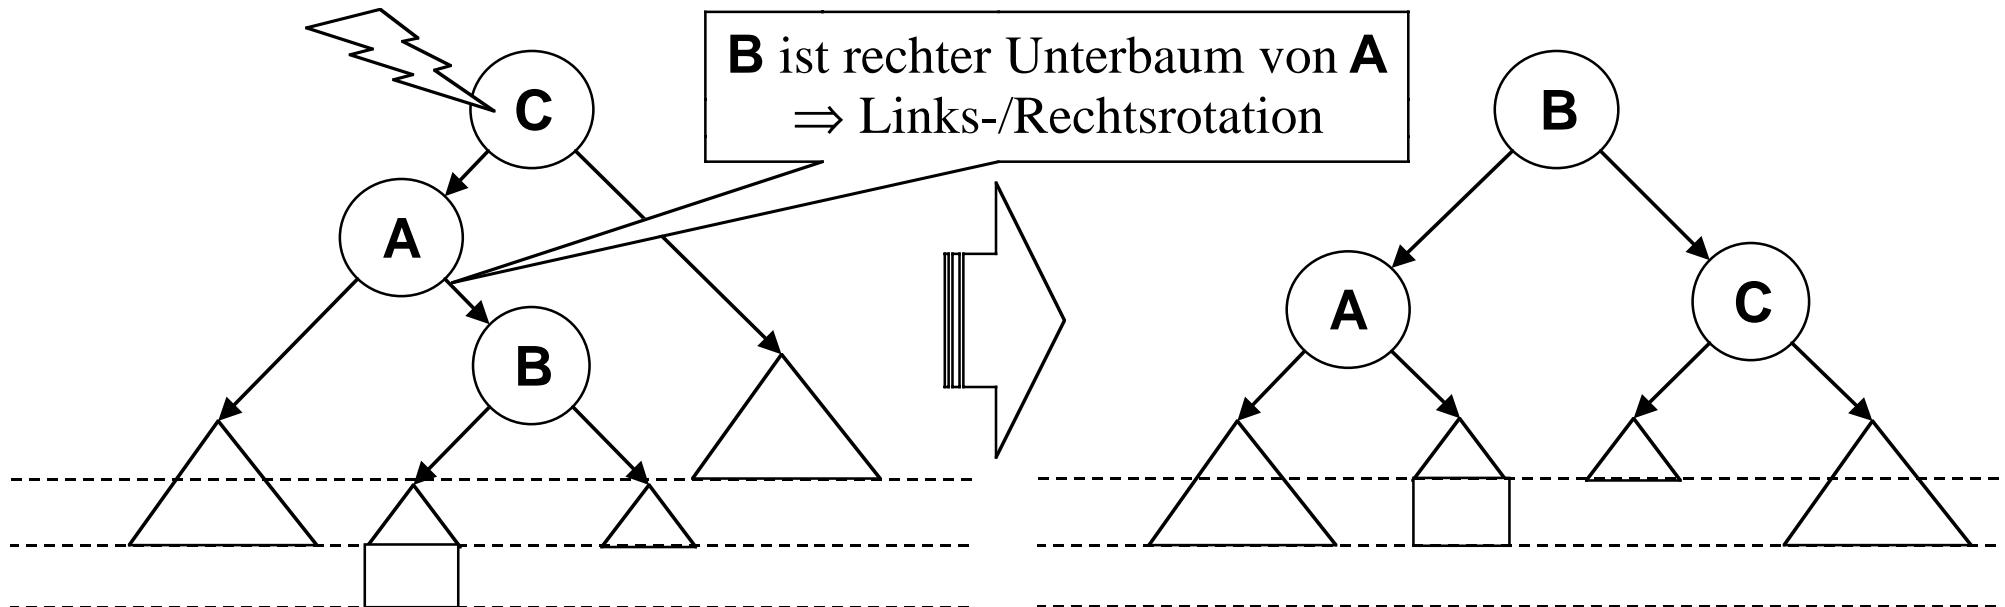 B ist rechter Unterbaum von A
⇒ Links-/Rechtsrotation
C
A
B
B
A
C